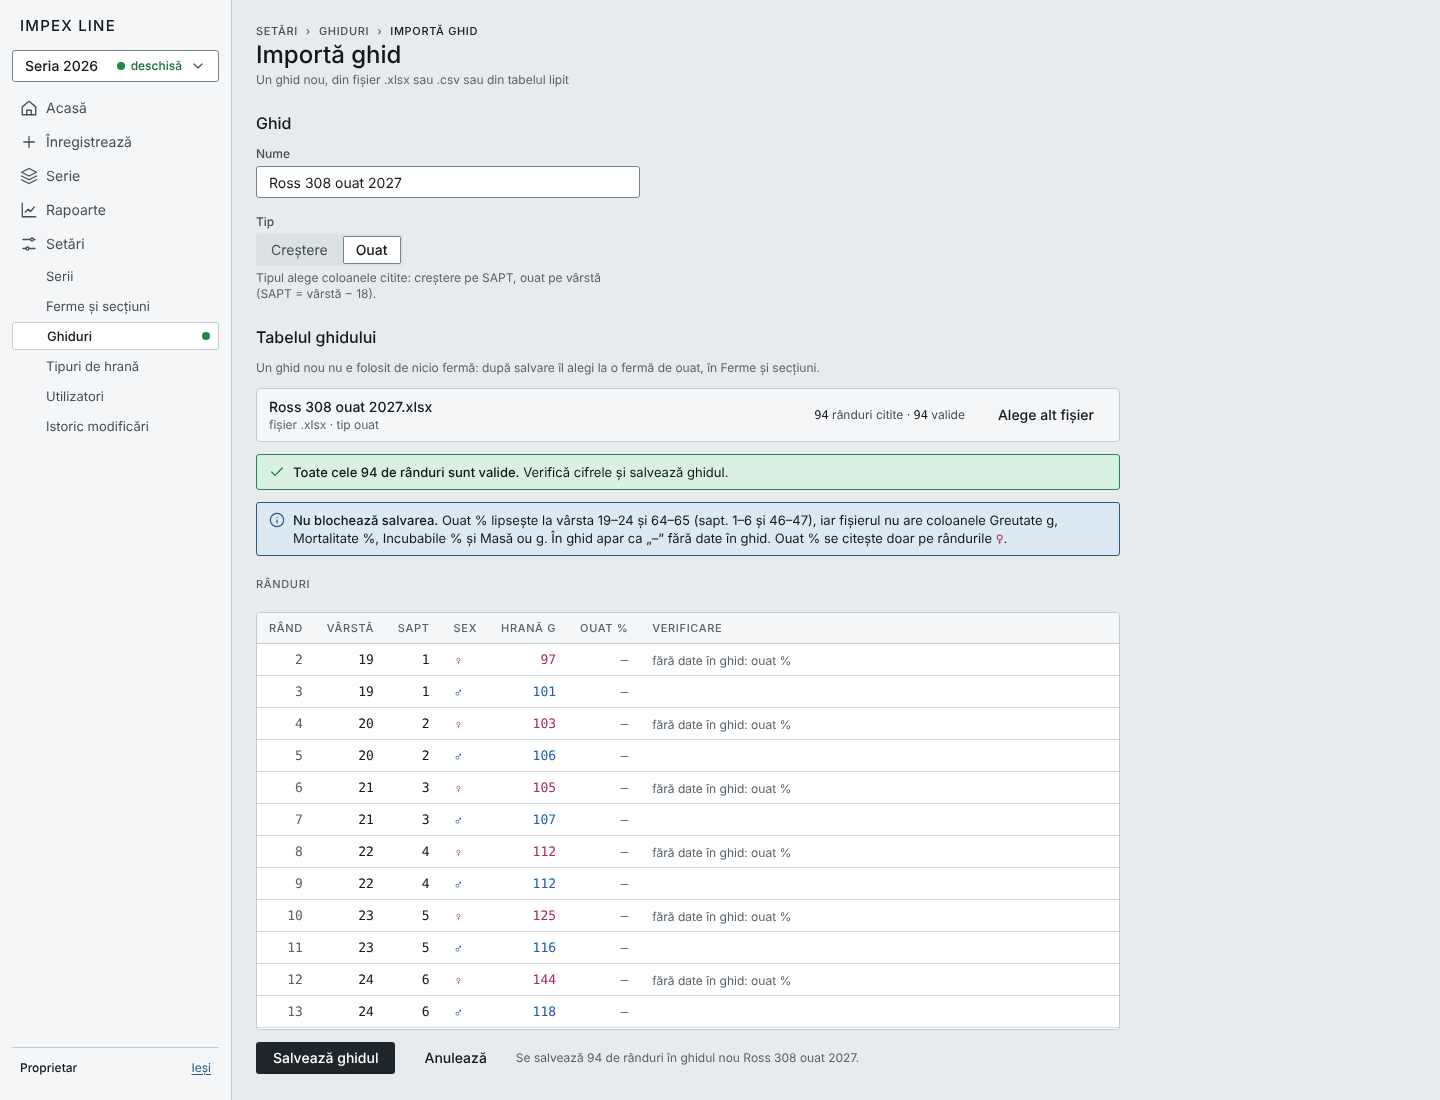 IMPEX LINE
Seria 2026 deschisă
Acasă
Înregistrează
Serie
Rapoarte
Setări
Serii
Ferme și secțiuni
Ghiduri
Tipuri de hrană
Utilizatori
Istoric modificări
Proprietar Ieși
SETĂRI › GHIDURI › IMPORTĂ GHID
Importă ghid
Un ghid nou, din fișier .xlsx sau .csv sau din tabelul lipit
Ghid
Nume
Ross 308 ouat 2027
Tip
Creștere Ouat
Tipul alege coloanele citite: creștere pe SAPT, ouat pe vârstă
(SAPT = vârstă − 18).
Tabelul ghidului
Un ghid nou nu e folosit de nicio fermă: după salvare îl alegi la o fermă de ouat, în Ferme și secțiuni.
Ross 308 ouat 2027.xlsx
fișier .xlsx · tip ouat
94 rânduri citite · 94 valide
Alege alt fișier
Toate cele 94 de rânduri sunt valide. Verifică cifrele și salvează ghidul.
Nu blochează salvarea. Ouat % lipsește la vârsta 19–24 și 64–65 (sapt. 1–6 și 46–47), iar fișierul nu are coloanele Greutate g,
Mortalitate %, Incubabile % și Masă ou g. În ghid apar ca „–” fără date în ghid. Ouat % se citește doar pe rândurile ♀.
RÂNDURI
RÂND VÂRSTĂ SAPT SEX HRANĂ G OUAT % VERIFICARE
2 19 1 ♀ 97 – fără date în ghid: ouat %
3 19 1 ♂ 101 –
4 20 2 ♀ 103 – fără date în ghid: ouat %
5 20 2 ♂ 106 –
6 21 3 ♀ 105 – fără date în ghid: ouat %
7 21 3 ♂ 107 –
8 22 4 ♀ 112 – fără date în ghid: ouat %
9 22 4 ♂ 112 –
10 23 5 ♀ 125 – fără date în ghid: ouat %
11 23 5 ♂ 116 –
12 24 6 ♀ 144 – fără date în ghid: ouat %
13 24 6 ♂ 118 –
Salvează ghidul Anulează Se salvează 94 de rânduri în ghidul nou Ross 308 ouat 2027.